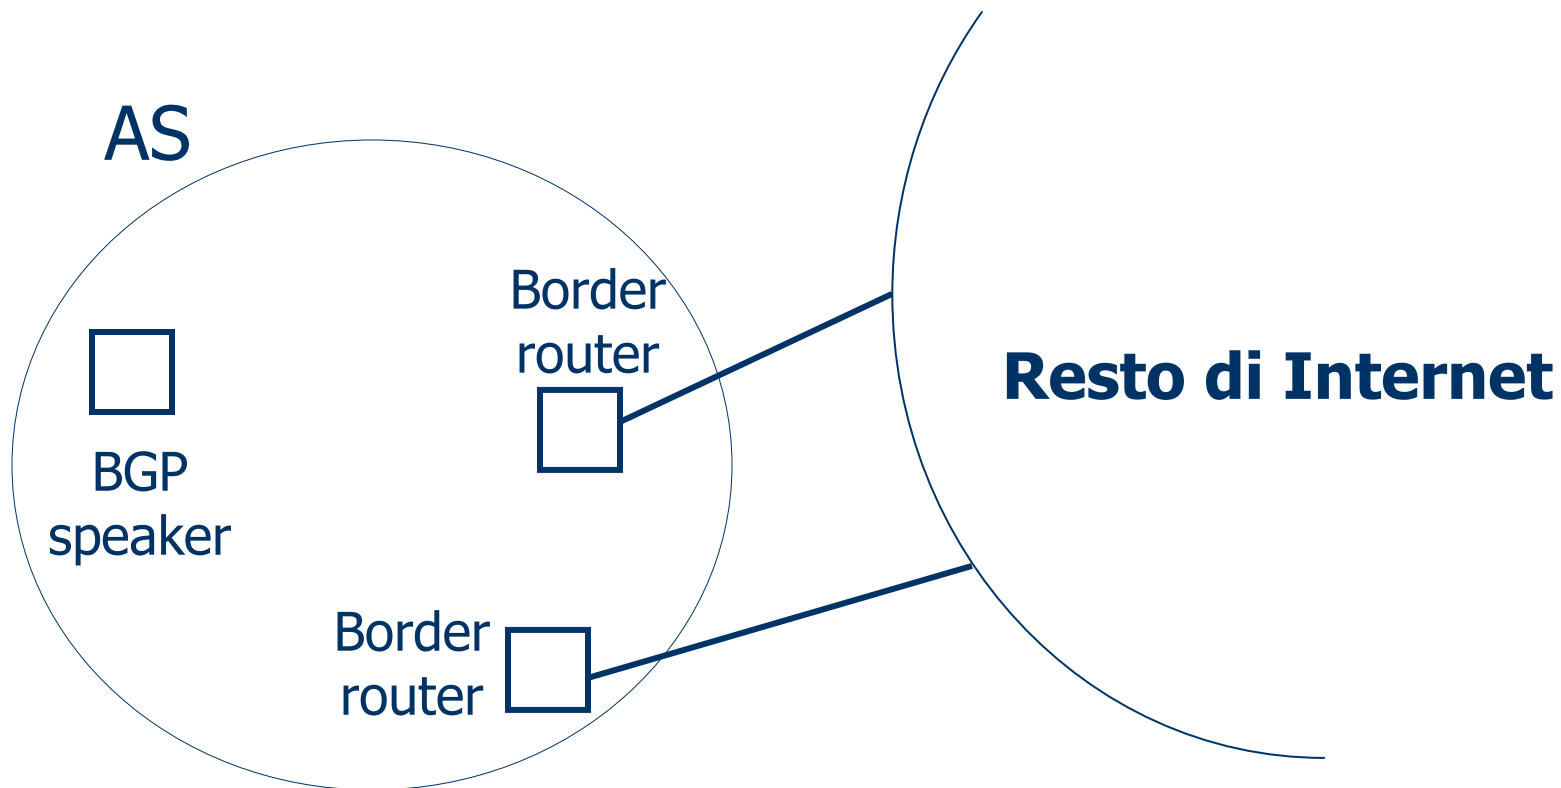 AS
Border
router
Resto di Internet
BGP
speaker
Border
router